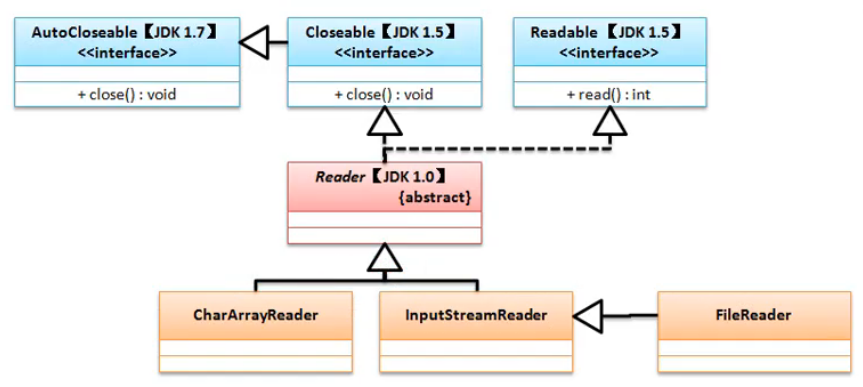 AutoCloseable【JDK 1.7】
<<interface>>
+ close() : void
Closeable【JDK 1.5】
<<interface>>
+ close() : void
Readable【JDK 1.5】
<<interface>>
+ read() : int
Reader【JDK 1.0】
{abstract}
CharArrayReader
InputStreamReader
FileReader